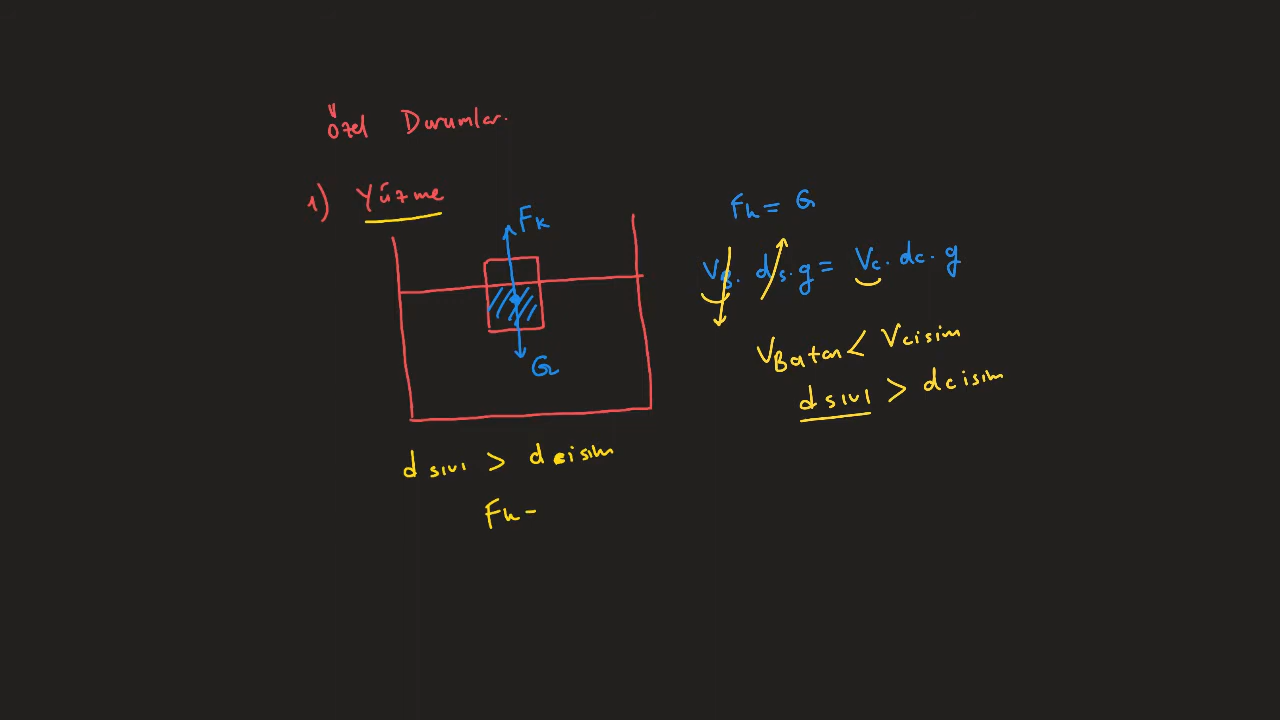 Özel Durumlar.
1) Yüzme
FK
G
Fk = G
VB. ds.g = Vc. dc. g
VBatan < Vcisim
dsıvı > dcisim
dsıvı > dcisim
Fk -